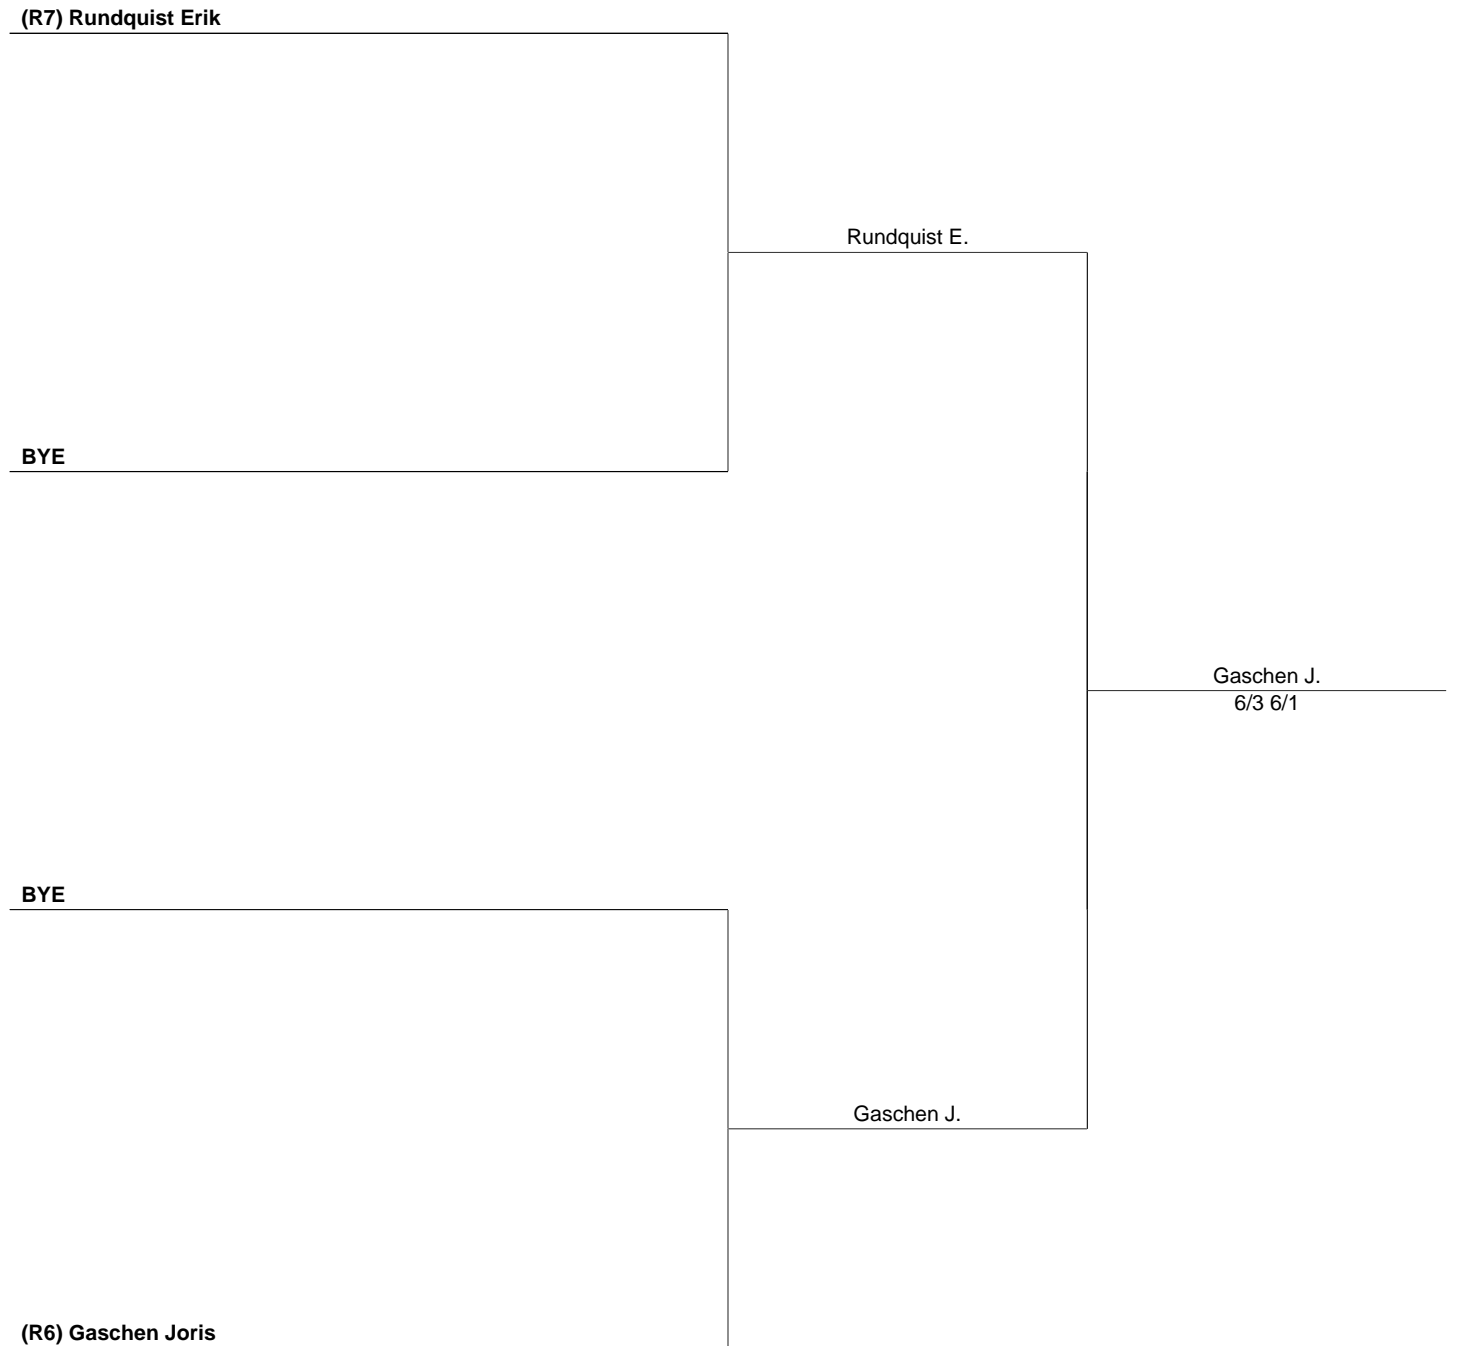 (R7) Rundquist Erik
Rundquist E.
BYE
Gaschen J.
6/3 6/1
BYE
Gaschen J.
(R6) Gaschen Joris